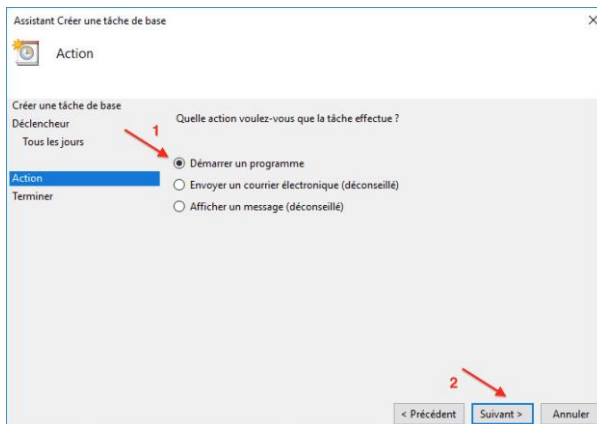 Assistant Créer une tâche de base
Action
Créer une tâche de base
Déclencheur
Tous les jours
Action
Terminer
1
Quelle action voulez-vous que la tâche effectue ?
Démarrer un programme
Envoyer un courrier électronique (déconseillé)
Afficher un message (déconseillé)
2
< Précédent
Suivant >
Annuler